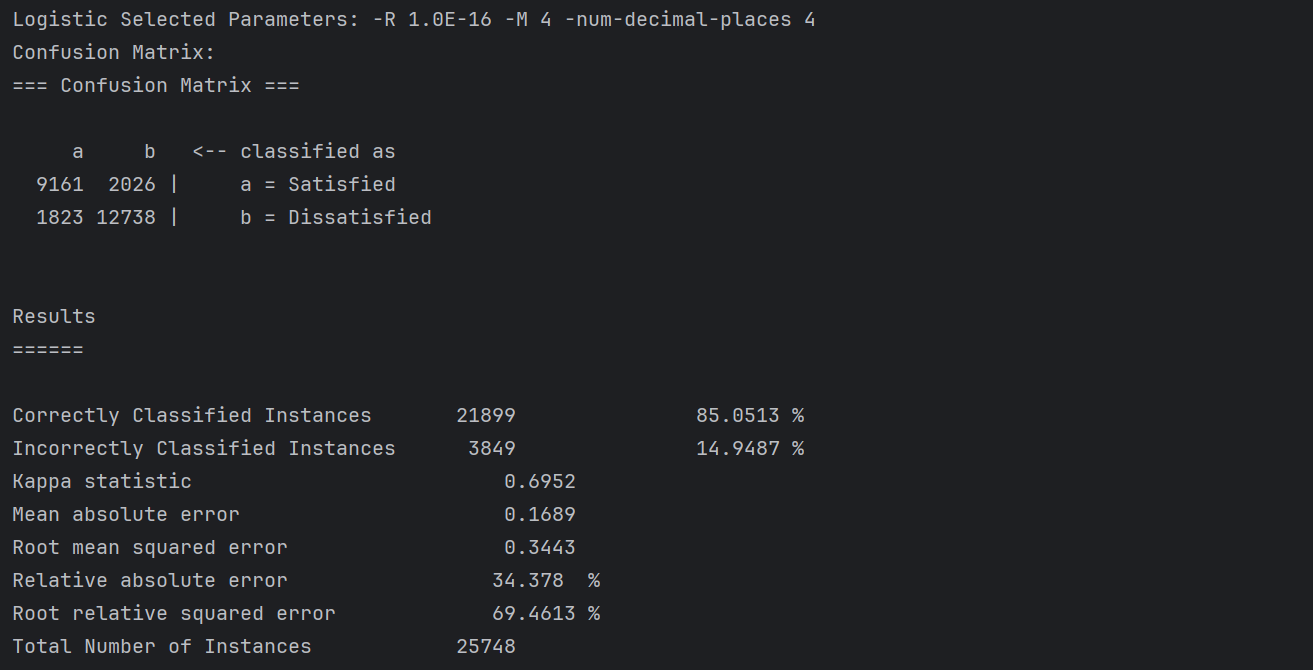 Logistic Selected Parameters: -R 1.0E-16 -M 4 -num-decimal-places 4
Confusion Matrix:
=== Confusion Matrix ===
a b <-- classified as
9161 2026 | a = Satisfied
1823 12738 | b = Dissatisfied
Results
======
Correctly Classified Instances 21899 85.0513 %
Incorrectly Classified Instances 3849 14.9487 %
Kappa statistic 0.6952
Mean absolute error 0.1689
Root mean squared error 0.3443
Relative absolute error 34.378 %
Root relative squared error 69.4613 %
Total Number of Instances 25748